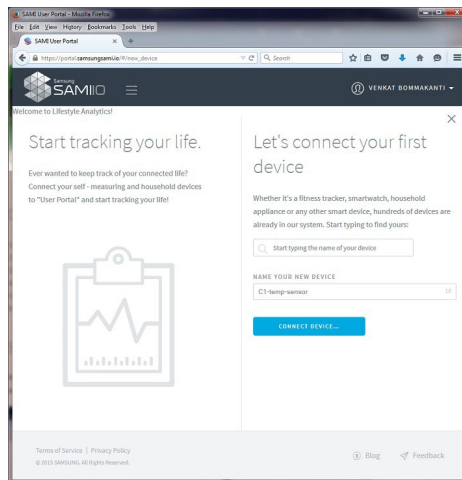 SAMI User Portal - Mozilla Firefox
File Edit View History Bookmarks Tools Help
SAMI User Portal
https://portal.samsungsami.io/#/new_device
Search
Samsung
SAMIIO
VENKAT BOMMAKANTI
Welcome to Lifestyle Analytics!
Start tracking your life.
Ever wanted to keep track of your connected life?
Connect your self - measuring and household devices
to "User Portal" and start tracking your life!
Let's connect your first
device
Whether it's a fitness tracker, smartwatch, household
appliance or any other smart device, hundreds of devices are
already in our system. Start typing to find yours:
Start typing the name of your device
NAME YOUR NEW DEVICE
C1-temp-sensor
CONNECT DEVICE...
Terms of Service | Privacy Policy
© 2015 SAMSUNG. All Rights Reserved.
Blog
Feedback